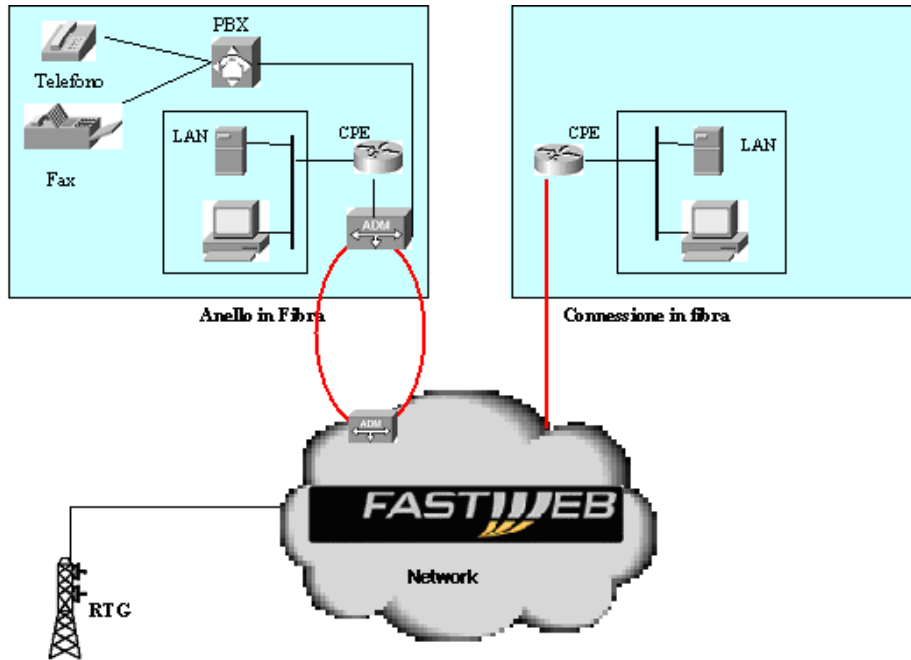 PBX
Telefono
Fax
LAN
CPE
ADM
Anello in Fibra
CPE
LAN
Connessione in fibra
ADM
FASTWEB
Network
RTG